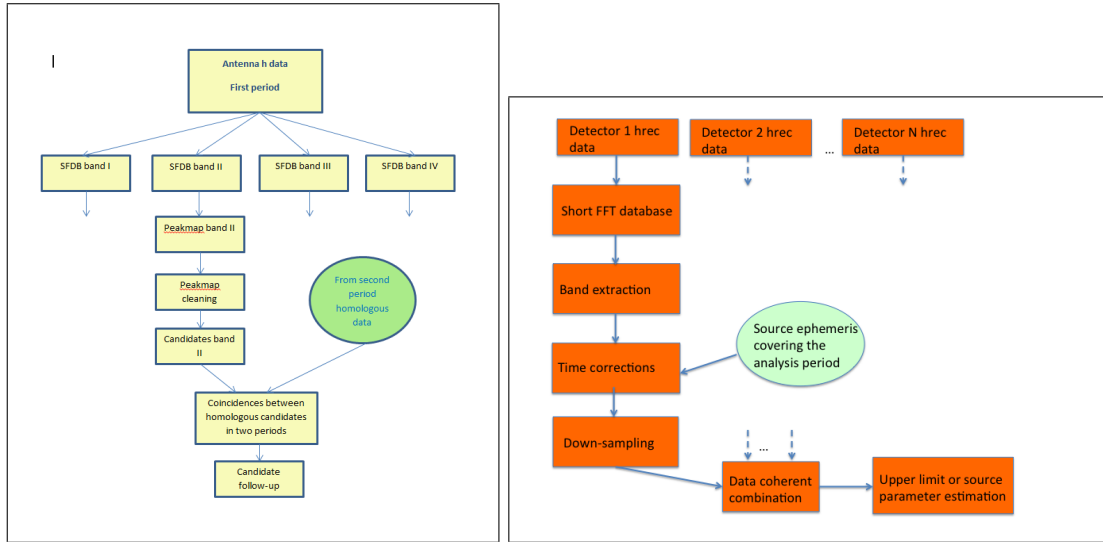 Antenna h data
First period
SFDB band I
SFDB band II
SFDB band III
SFDB band IV
Peakmap band II
Peakmap
cleaning
From second
period
homologous
data
Candidates band
II
Coincidences between
homologous candidates
in two periods
Candidate
follow-up
Detector 1 hrec
data
Detector 2 hrec
data
...
Detector N hrec
data
Short FFT database
Band extraction
Source ephemeris
covering the
analysis period
Time corrections
Down-sampling
...
Data coherent
combination
Upper limit or source
parameter estimation